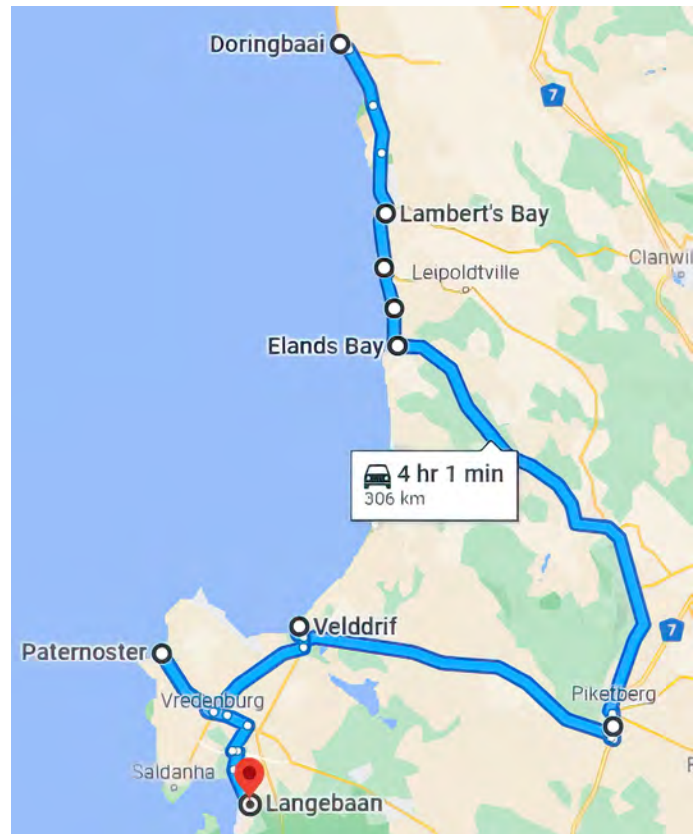 Doringbaai
7
Lambert's Bay
Clanwil
Leipoldtville
Elands Bay
4 hr 1 min
306 km
Velddrif
7
Paternoster
Piketberg
Vredenburg
Saldanha
Langebaan